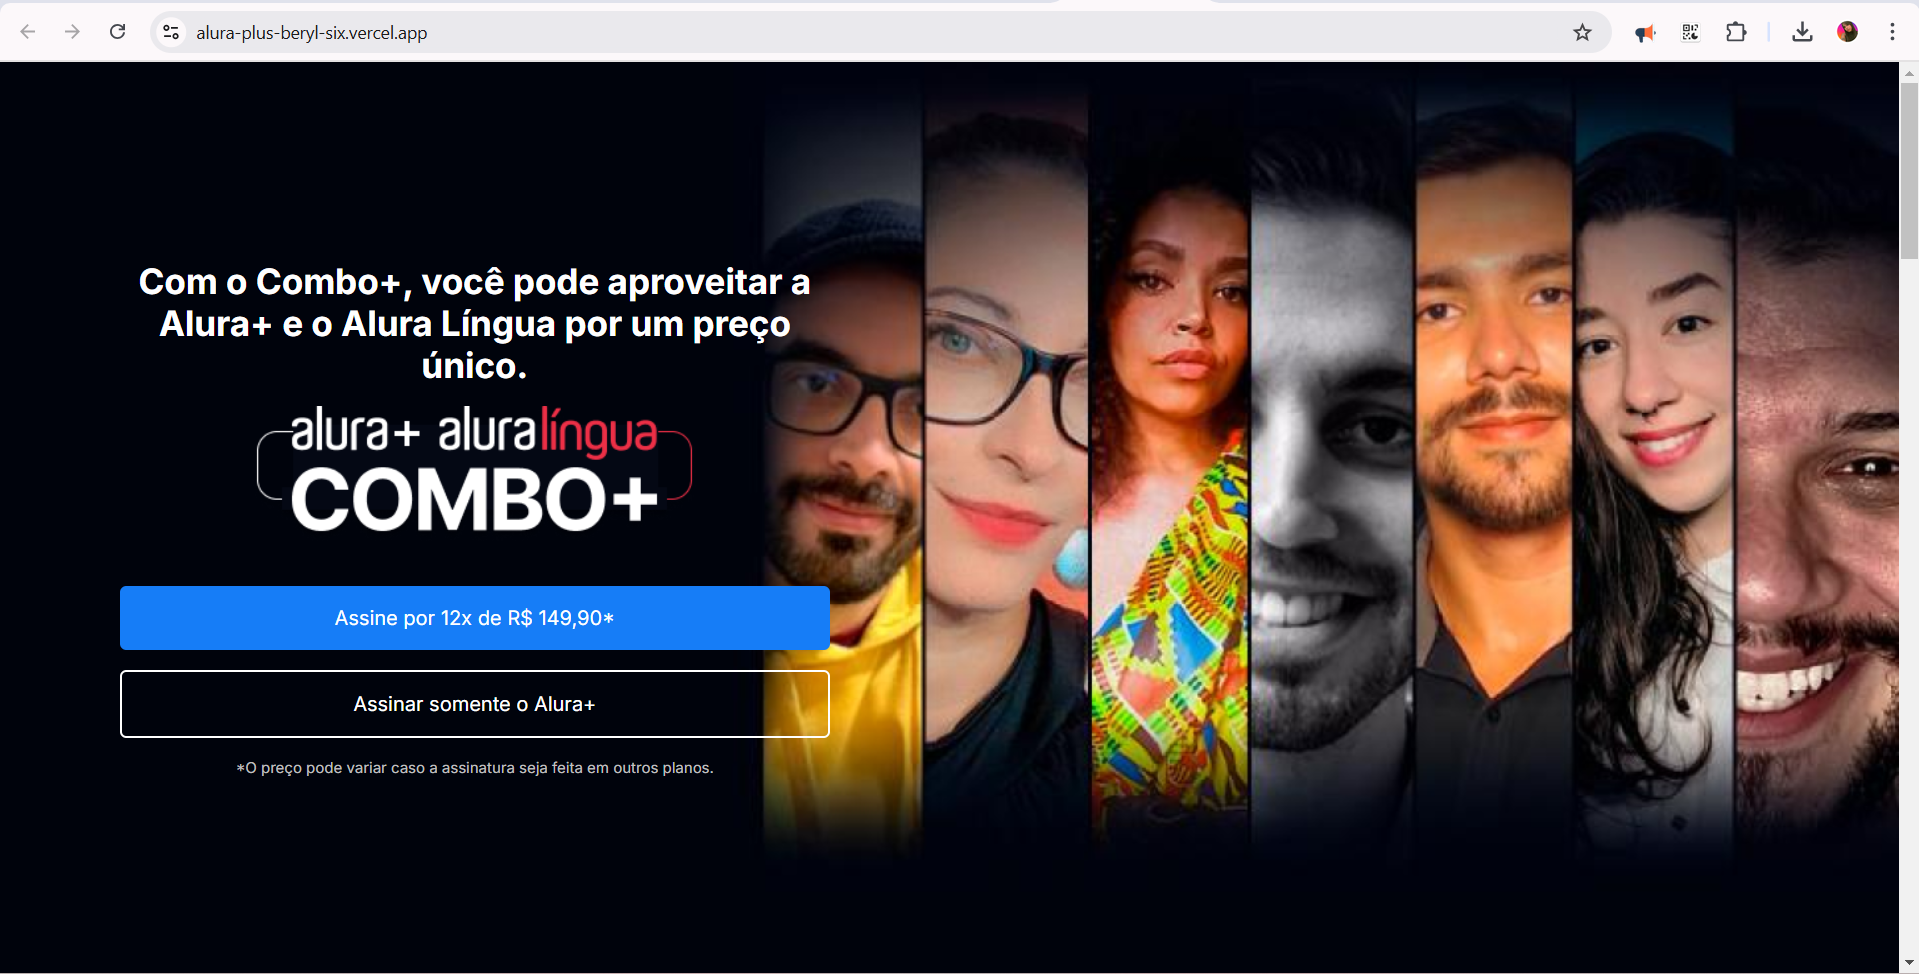 alura-plus-beryl-six.vercel.app
Com o Combo+, você pode aproveitar a
Alura+ e o Alura Língua por um preço
único.
alura+ aluralíngua
COMBO+
Assine por 12x de R$ 149,90*
Assinar somente o Alura+
*O preço pode variar caso a assinatura seja feita em outros planos.